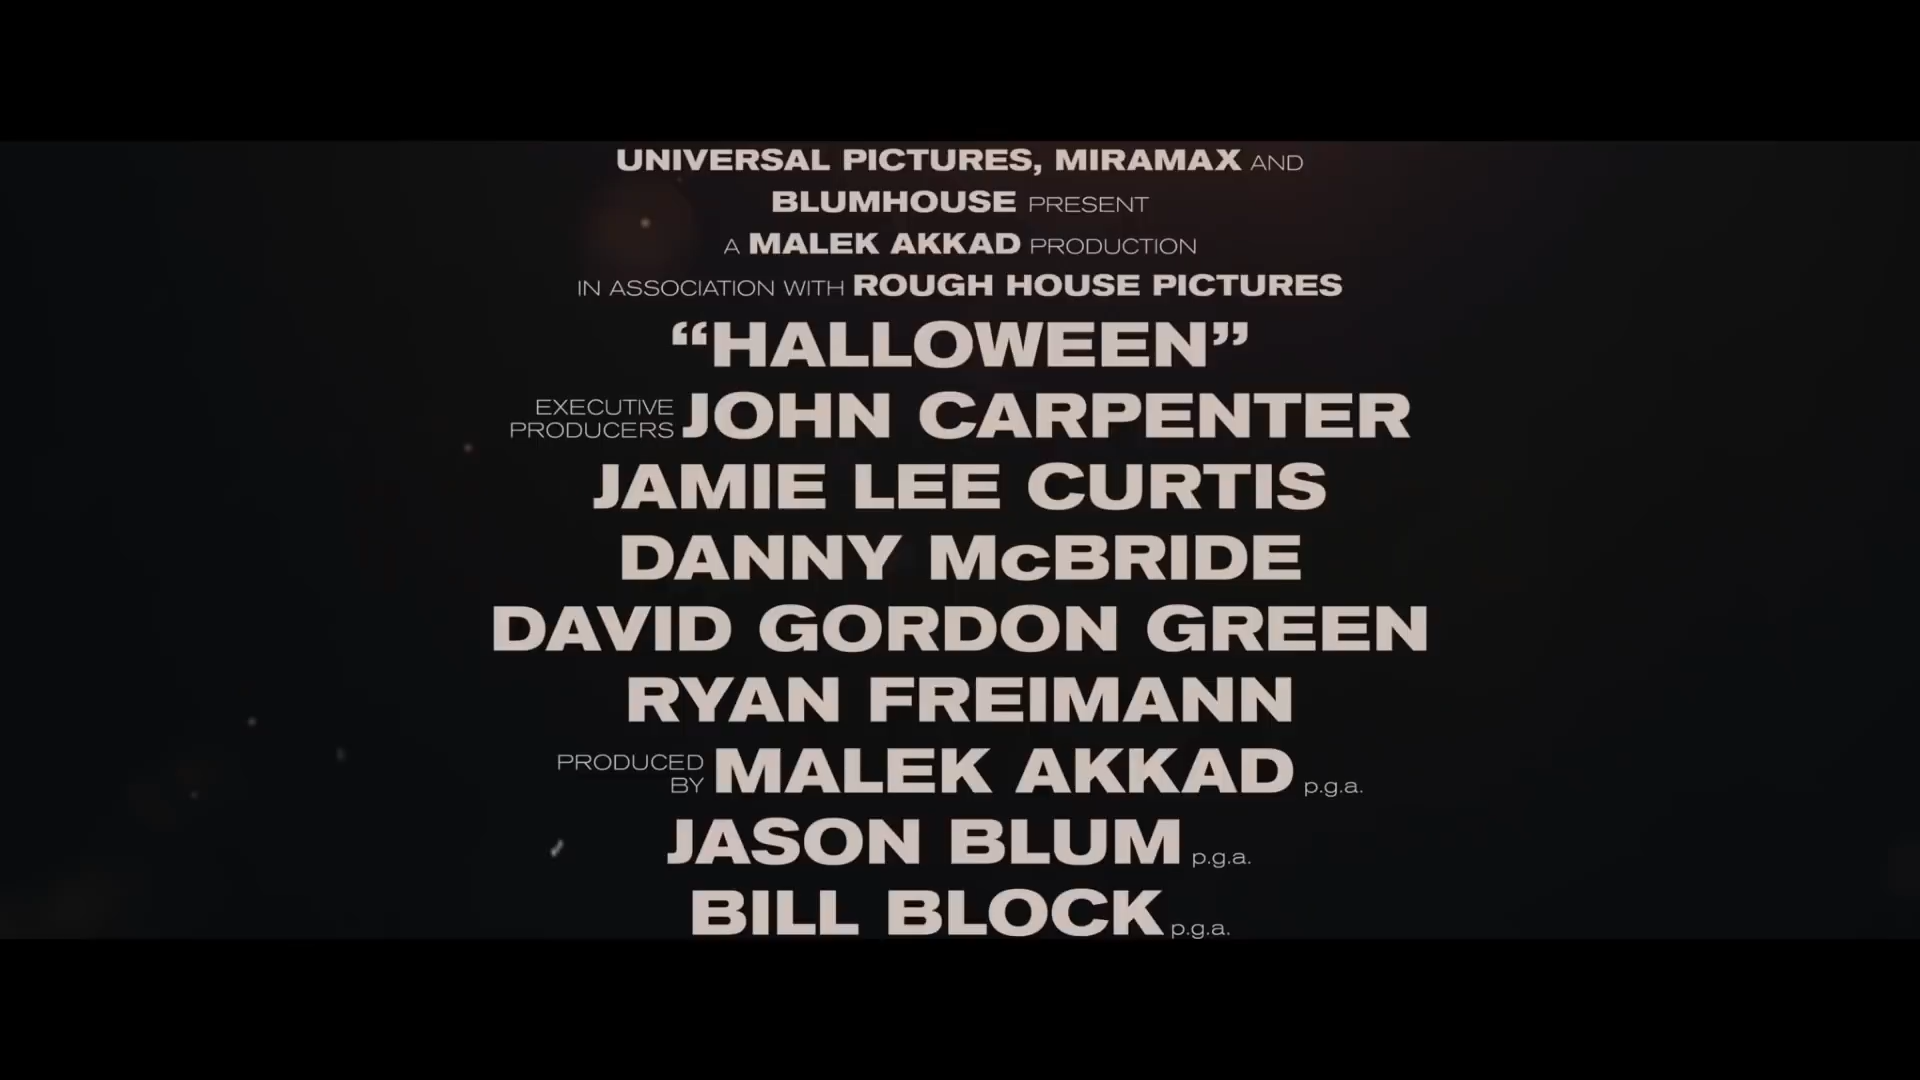 UNIVERSAL PICTURES, MIRAMAX AND
BLUMHOUSE PRESENT
A MALEK AKKAD PRODUCTION
IN ASSOCIATION WITH ROUGH HOUSE PICTURES
“HALLOWEEN”
EXECUTIVE PRODUCERS JOHN CARPENTER
JAMIE LEE CURTIS
DANNY McBRIDE
DAVID GORDON GREEN
RYAN FREIMANN
PRODUCED BY MALEK AKKAD p.g.a.
JASON BLUM p.g.a.
BILL BLOCK p.g.a.